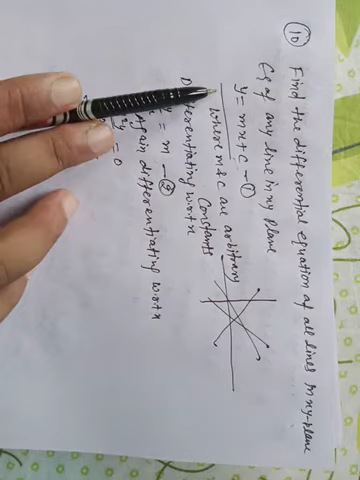 (10) Find the differential equation of all lines in xy-plane
Eq of any line in xy plane
y = mx + c - (1)
where m & c are arbitrary
Constants
Differentiating w.r.t x
= m - (2)
Again differentiating w.r.t x
= 0